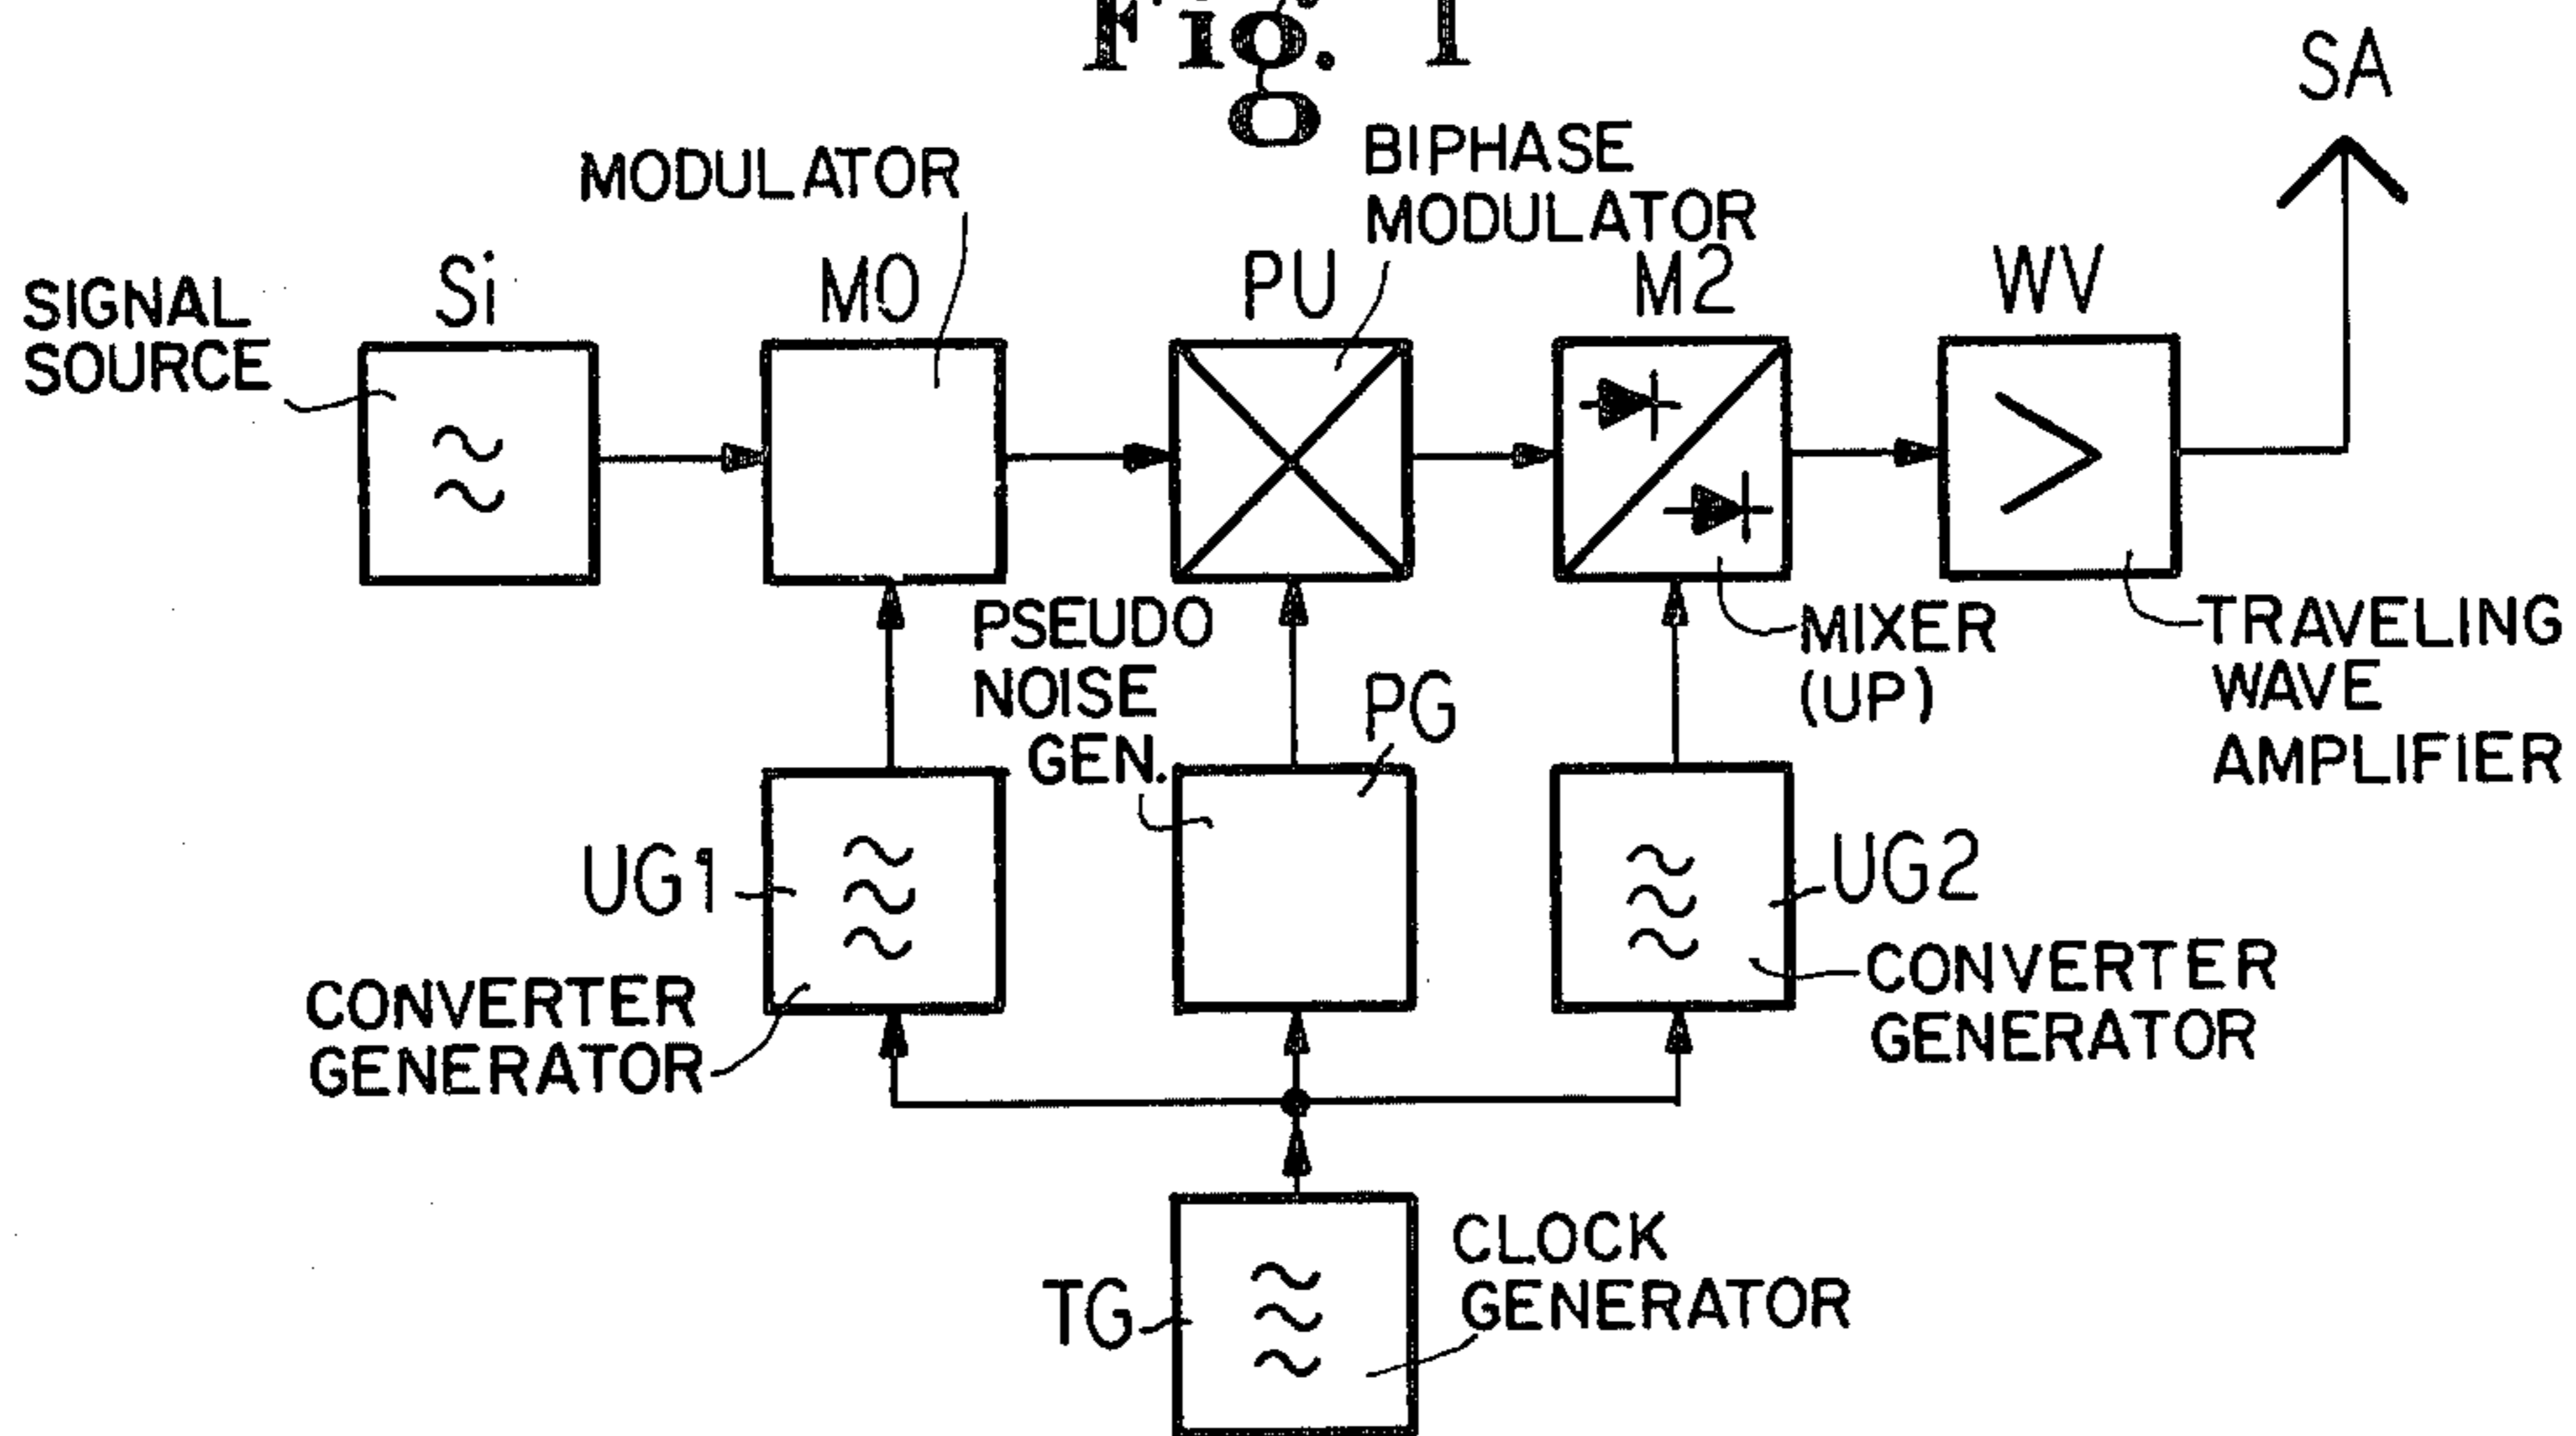 Fig. 1
SA
BIPHASE
MODULATOR
MODULATOR
SIGNAL
SOURCE
Si
MO
PU
M2
WV
PSEUDO
NOISE
GEN.
PG
MIXER
(UP)
TRAVELING
WAVE
AMPLIFIER
UG1
CONVERTER
GENERATOR
UG2
CONVERTER
GENERATOR
TG
CLOCK
GENERATOR